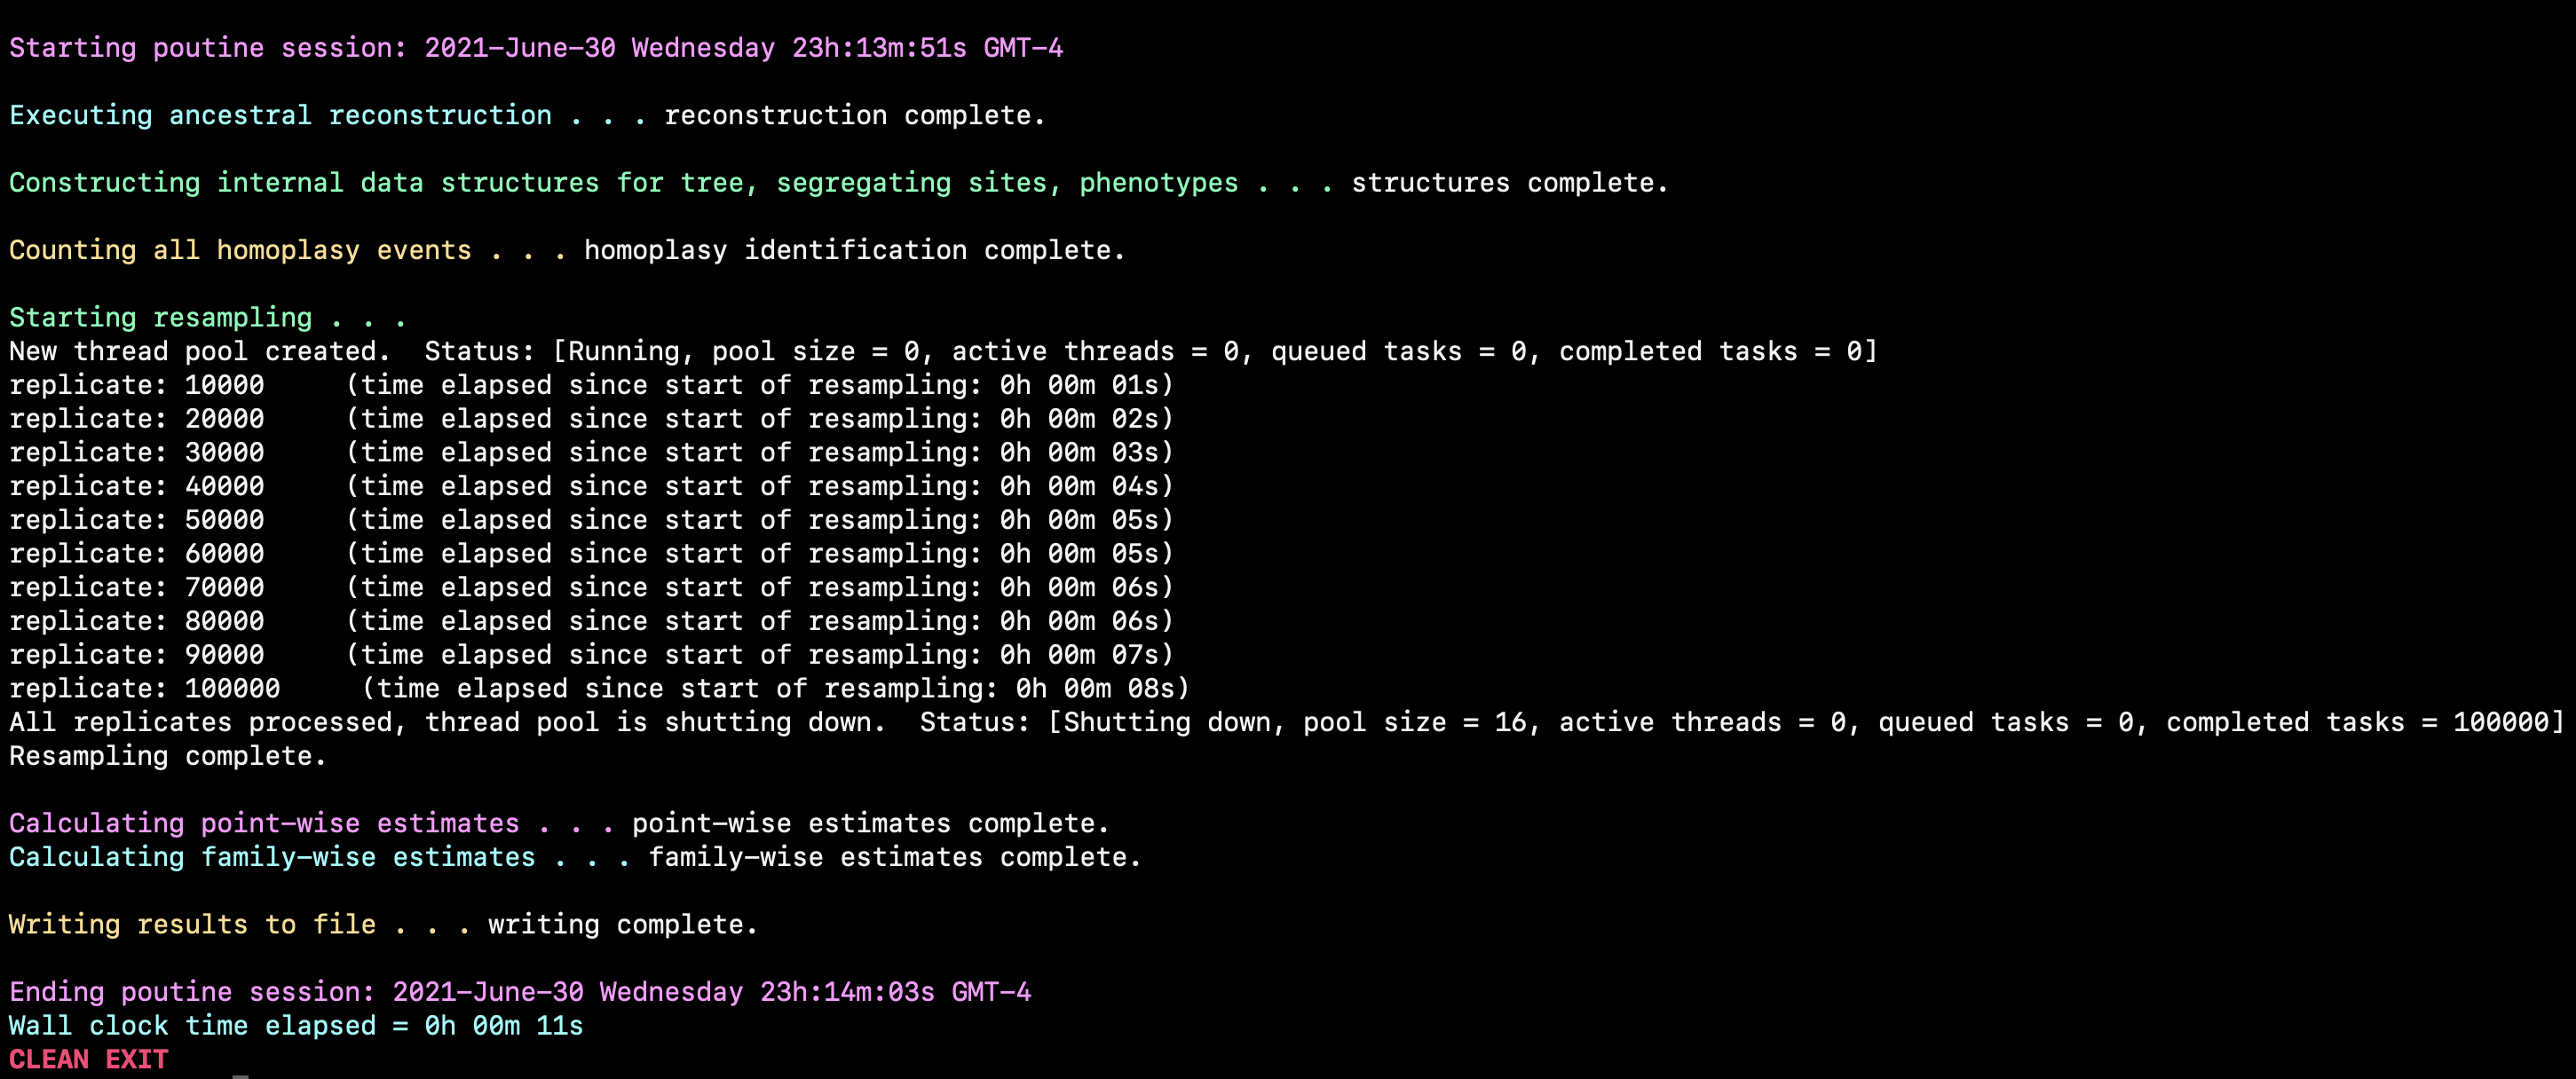 Starting poutine session: 2021-June-30 Wednesday 23h:13m:51s GMT-4
Executing ancestral reconstruction . . . reconstruction complete.
Constructing internal data structures for tree, segregating sites, phenotypes . . . structures complete.
Counting all homoplasy events . . . homoplasy identification complete.
Starting resampling . . .
New thread pool created.  Status: [Running, pool size = 0, active threads = 0, queued tasks = 0, completed tasks = 0]
replicate: 10000     (time elapsed since start of resampling: 0h 00m 01s)
replicate: 20000     (time elapsed since start of resampling: 0h 00m 02s)
replicate: 30000     (time elapsed since start of resampling: 0h 00m 03s)
replicate: 40000     (time elapsed since start of resampling: 0h 00m 04s)
replicate: 50000     (time elapsed since start of resampling: 0h 00m 05s)
replicate: 60000     (time elapsed since start of resampling: 0h 00m 05s)
replicate: 70000     (time elapsed since start of resampling: 0h 00m 06s)
replicate: 80000     (time elapsed since start of resampling: 0h 00m 06s)
replicate: 90000     (time elapsed since start of resampling: 0h 00m 07s)
replicate: 100000     (time elapsed since start of resampling: 0h 00m 08s)
All replicates processed, thread pool is shutting down.  Status: [Shutting down, pool size = 16, active threads = 0, queued tasks = 0, completed tasks = 100000]
Resampling complete.
Calculating point-wise estimates . . . point-wise estimates complete.
Calculating family-wise estimates . . . family-wise estimates complete.
Writing results to file . . . writing complete.
Ending poutine session: 2021-June-30 Wednesday 23h:14m:03s GMT-4
Wall clock time elapsed = 0h 00m 11s
CLEAN EXIT